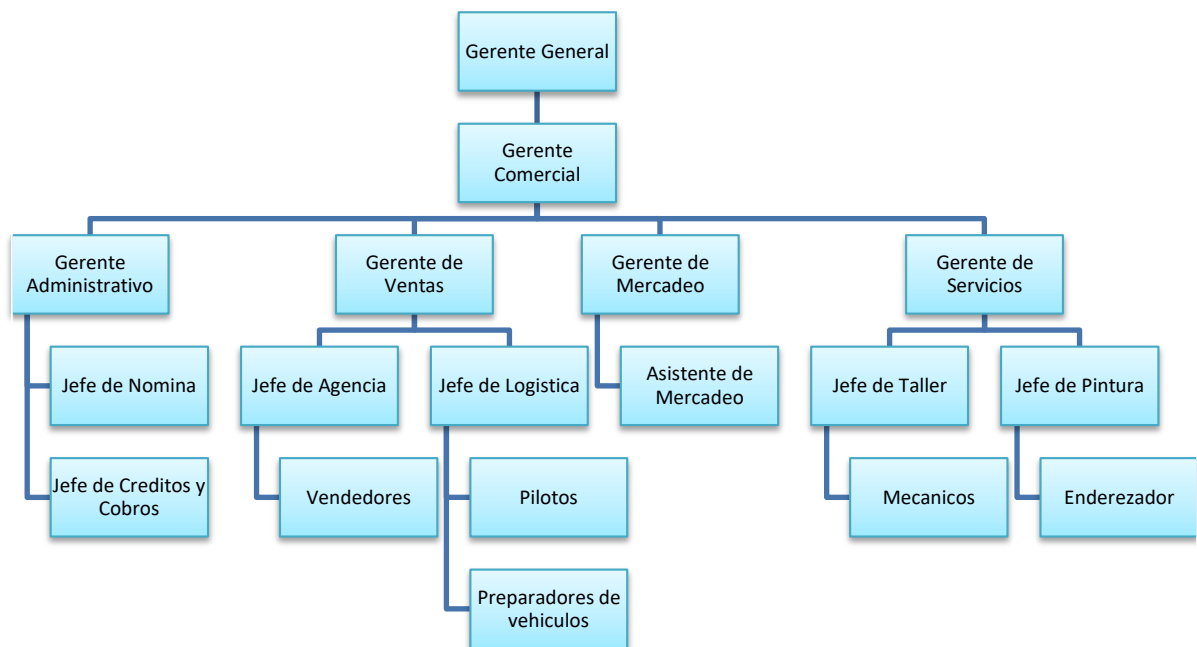 Gerente General
Gerente
Comercial
Gerente
Administrativo
Gerente de
Ventas
Gerente de
Mercadeo
Gerente de
Servicios
Jefe de Nomina
Jefe de Agencia
Jefe de Logistica
Asistente de
Mercadeo
Jefe de Taller
Jefe de Pintura
Jefe de Creditos y
Cobros
Vendedores
Pilotos
Mecanicos
Enderezador
Preparadores de
vehiculos